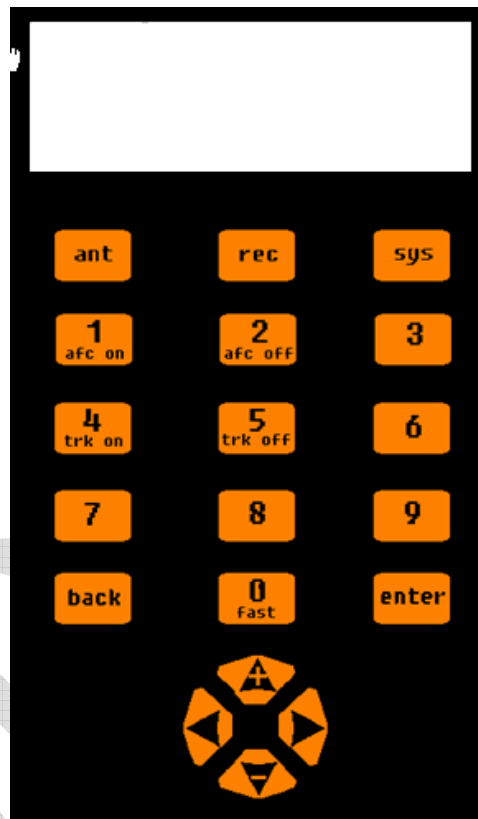 ant rec sys
1 2 3
afc on afc off
4 5 6
trk on trk off
7 8 9
back 0 enter
fast
+
-